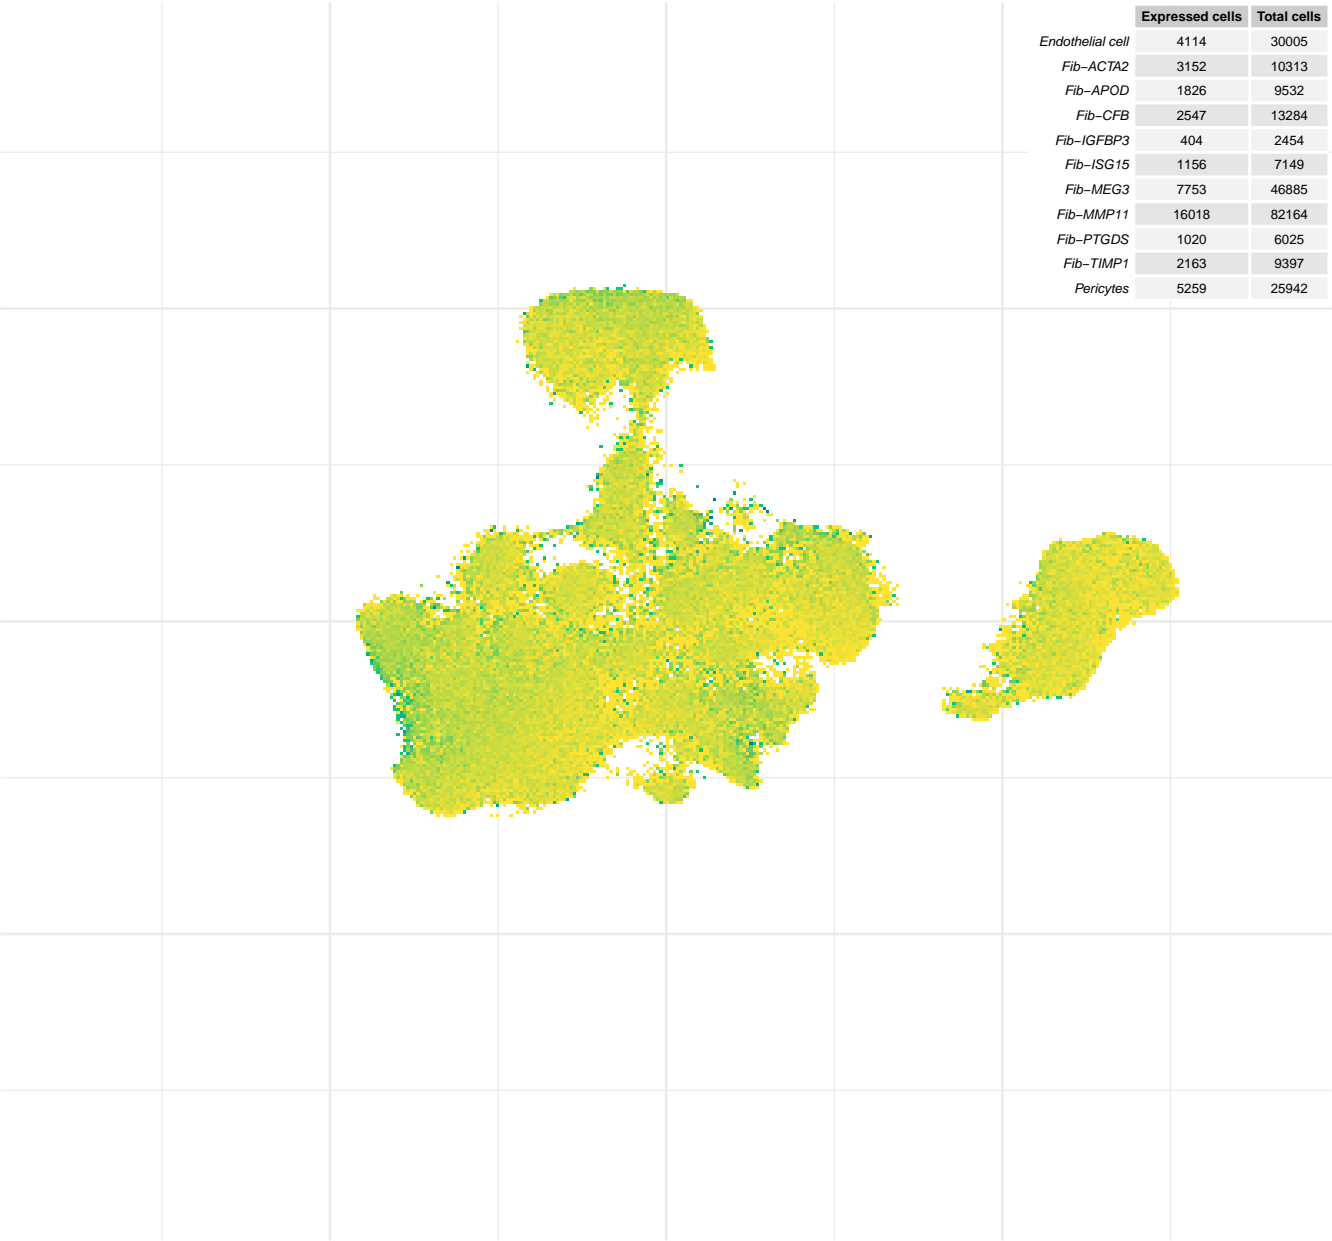 Expressed cells Total cells
Endothelial cell 4114 30005
Fib−ACTA2 3152 10313
Fib−APOD 1826 9532
Fib−CFB 2547 13284
Fib−IGFBP3 404 2454
Fib−ISG15 1156 7149
Fib−MEG3 7753 46885
Fib−MMP11 16018 82164
Fib−PTGDS 1020 6025
Fib−TIMP1 2163 9397
Pericytes 5259 25942